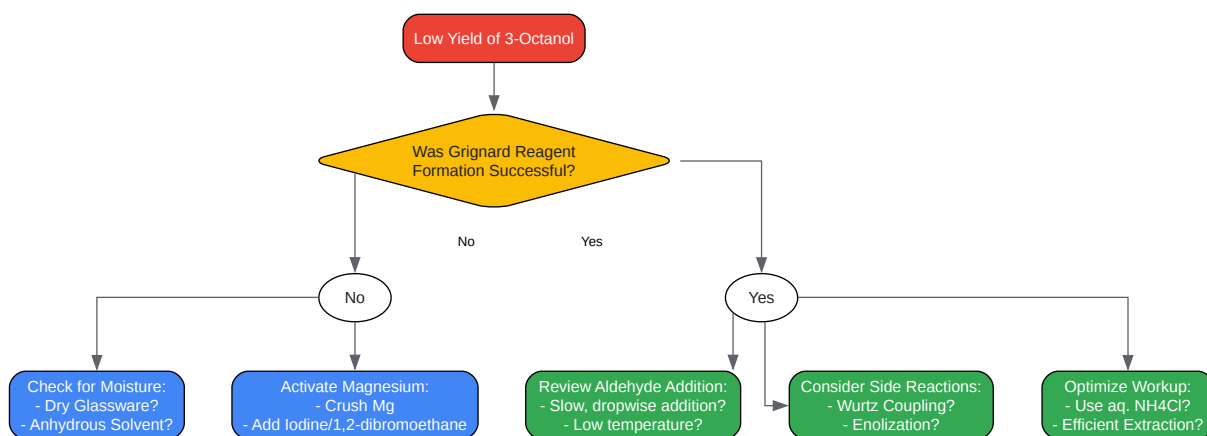 Low Yield of 3-Octanol
Was Grignard Reagent
Formation Successful?
No
Yes
No
Yes
Check for Moisture:
- Dry Glassware?
- Anhydrous Solvent?
Activate Magnesium:
- Crush Mg
- Add Iodine/1,2-dibromoethane
Review Aldehyde Addition:
- Slow, dropwise addition?
- Low temperature?
Consider Side Reactions:
- Wurtz Coupling?
- Enolization?
Optimize Workup:
- Use aq. NH4Cl?
- Efficient Extraction?